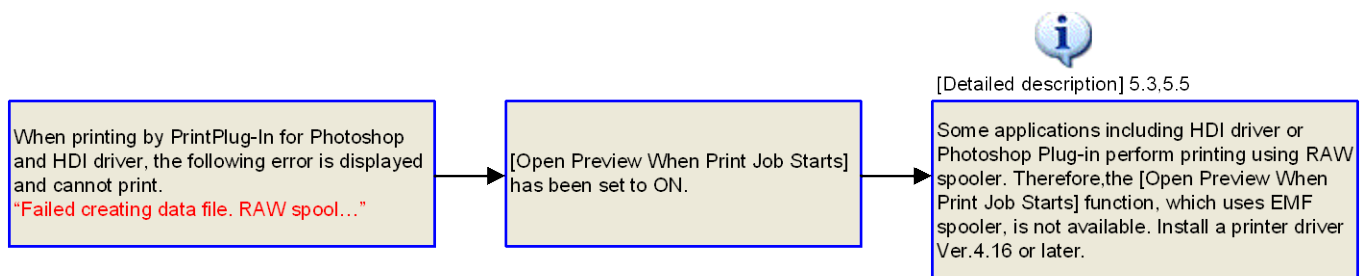 [Detailed description] 5.3,5.5
When printing by PrintPlug-In for Photoshop
and HDI driver, the following error is displayed
and cannot print.
“Failed creating data file. RAW spool…”
[Open Preview When Print Job Starts]
has been set to ON.
Some applications including HDI driver or
Photoshop Plug-in perform printing using RAW
spooler. Therefore,the [Open Preview When
Print Job Starts] function, which uses EMF
spooler, is not available. Install a printer driver
Ver.4.16 or later.